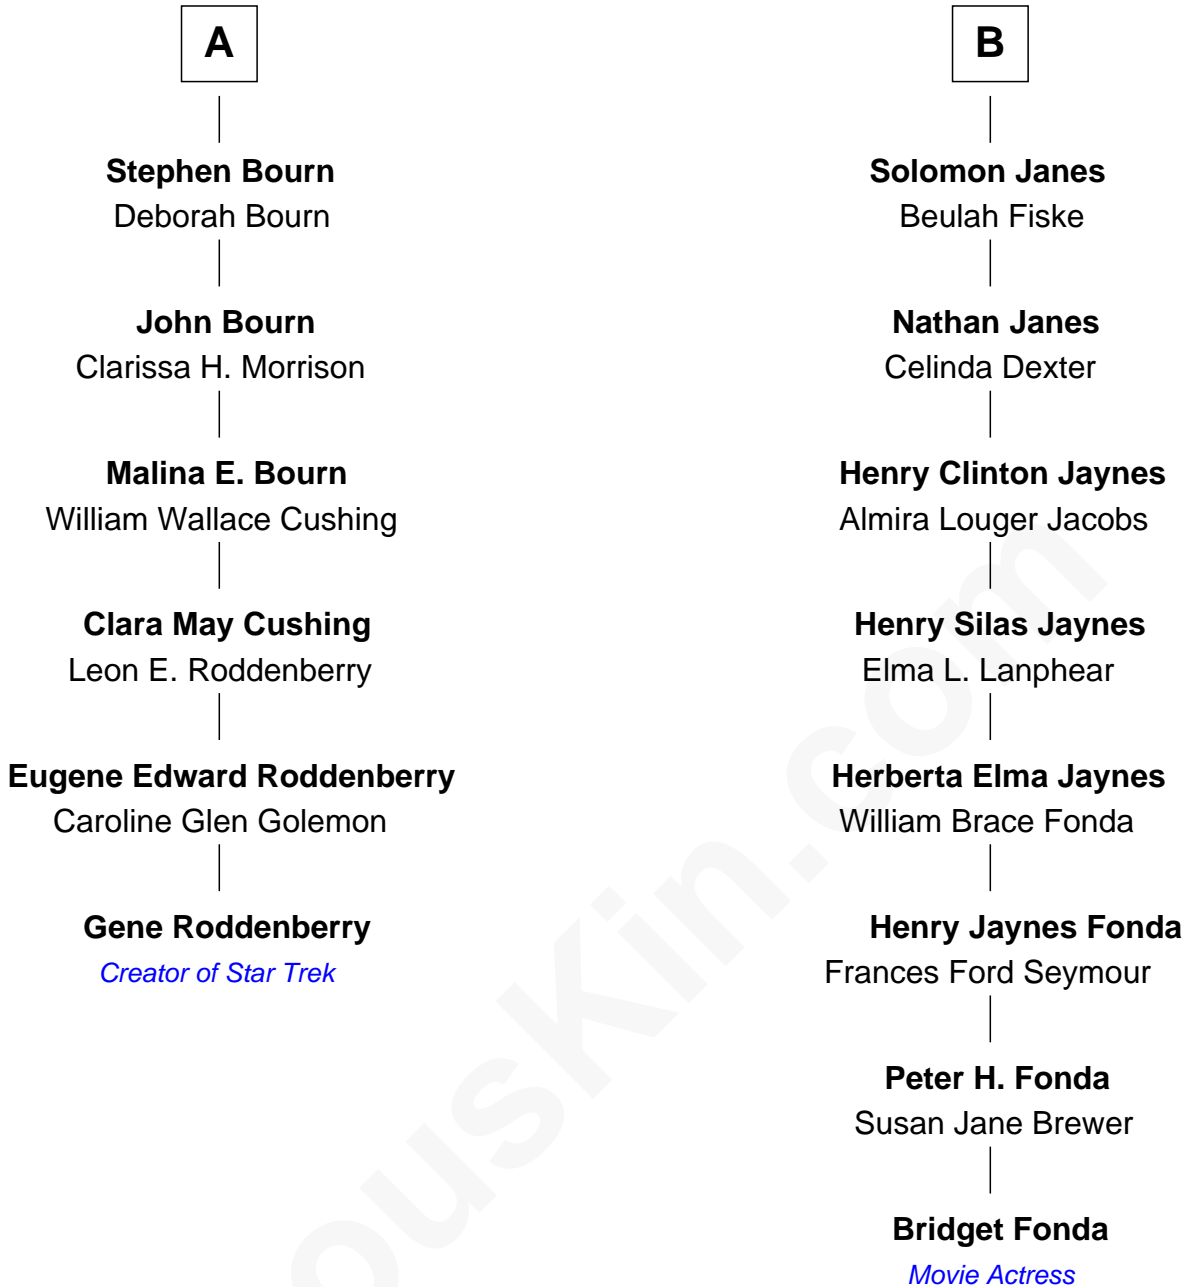 A
Stephen Bourn
Deborah Bourn
John Bourn
Clarissa H. Morrison
Malina E. Bourn
William Wallace Cushing
Clara May Cushing
Leon E. Roddenberry
Eugene Edward Roddenberry
Caroline Glen Golemon
Gene Roddenberry
Creator of Star Trek
B
Solomon Janes
Beulah Fiske
Nathan Janes
Celinda Dexter
Henry Clinton Jaynes
Almira Louger Jacobs
Henry Silas Jaynes
Elma L. Lanphear
Herberta Elma Jaynes
William Brace Fonda
Henry Jaynes Fonda
Frances Ford Seymour
Peter H. Fonda
Susan Jane Brewer
Bridget Fonda
Movie Actress
ousKin.com